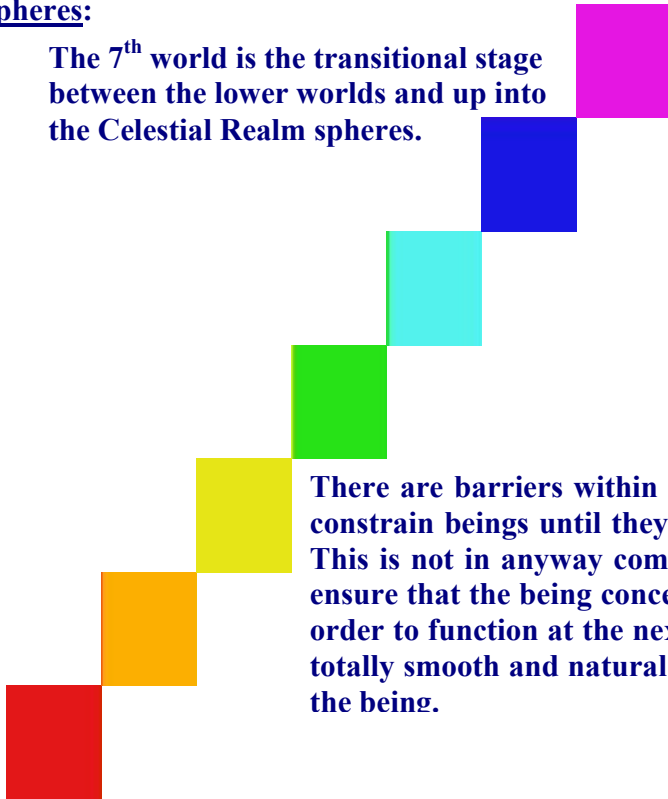 pheres:
The 7th world is the transitional stage
between the lower worlds and up into
the Celestial Realm spheres.
There are barriers within
constrain beings until they
This is not in anyway com
ensure that the being conce
order to function at the nex
totally smooth and natural
the being.